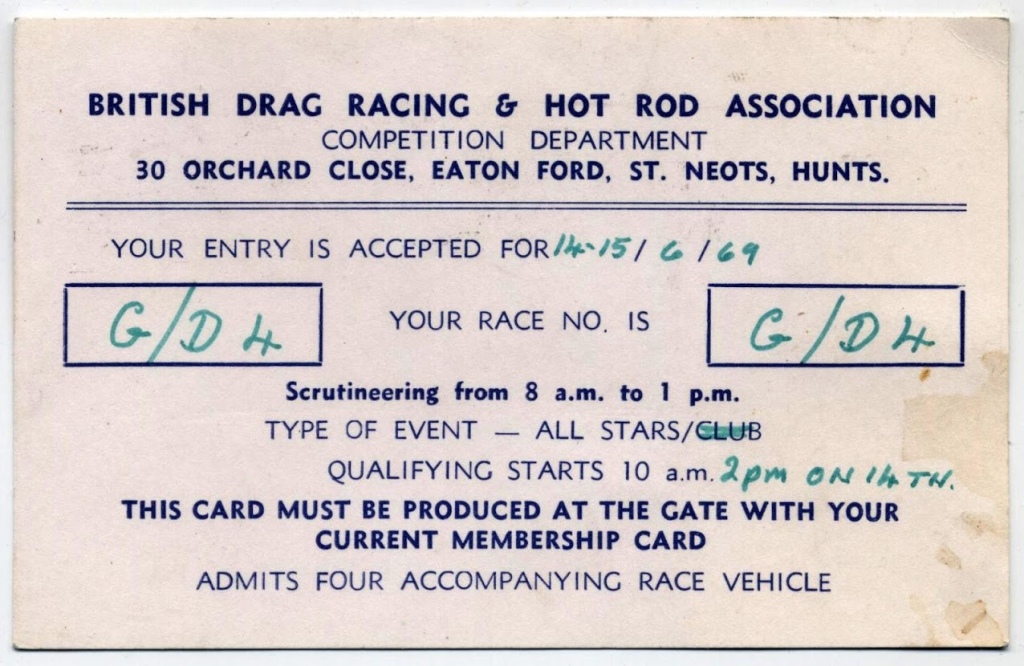 BRITISH DRAG RACING & HOT ROD ASSOCIATION
COMPETITION DEPARTMENT
30 ORCHARD CLOSE, EATON FORD, ST. NEOTS, HUNTS.
YOUR ENTRY IS ACCEPTED FOR 14-15/6/69
G/D4 YOUR RACE NO. IS G/D4
Scrutineering from 8 a.m. to 1 p.m.
TYPE OF EVENT — ALL STARS/CLUB
QUALIFYING STARTS 10 a.m. 2pm ON 14TH.
THIS CARD MUST BE PRODUCED AT THE GATE WITH YOUR
CURRENT MEMBERSHIP CARD
ADMITS FOUR ACCOMPANYING RACE VEHICLE